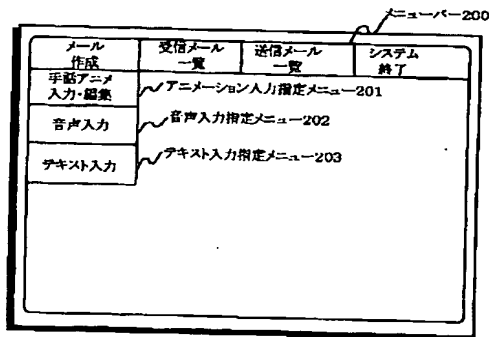 メニューバー200
メール
作成
受信メール
一覧
送信メール
一覧
システム
終了
手話アニメ
入力・編集
アニメーション入力指定メニュー201
音声入力
音声入力指定メニュー202
テキスト入力
テキスト入力指定メニュー203